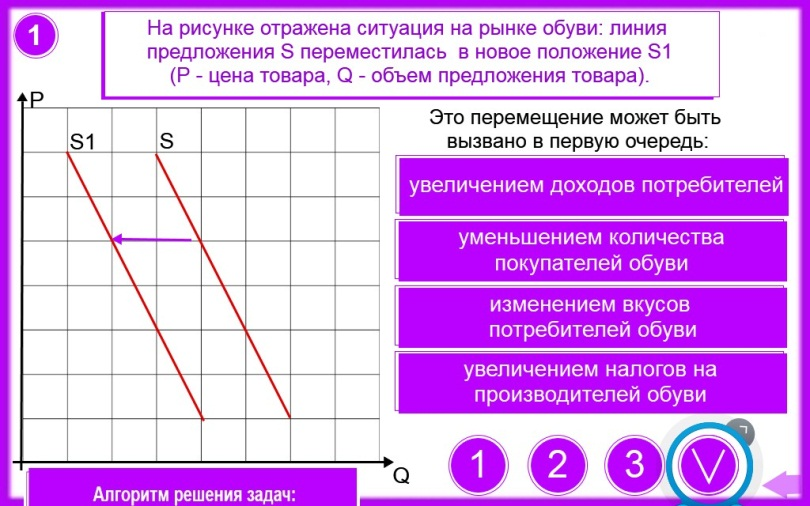 1
На рисунке отражена ситуация на рынке обуви: линия
предложения S переместилась в новое положение S1
(P - цена товара, Q - объем предложения товара).
P
S1
S
Q
Это перемещение может быть
вызвано в первую очередь:
увеличением доходов потребителей
уменьшением количества
покупателей обуви
изменением вкусов
потребителей обуви
увеличением налогов на
производителей обуви
1
2
3
Алгоритм решения задач: